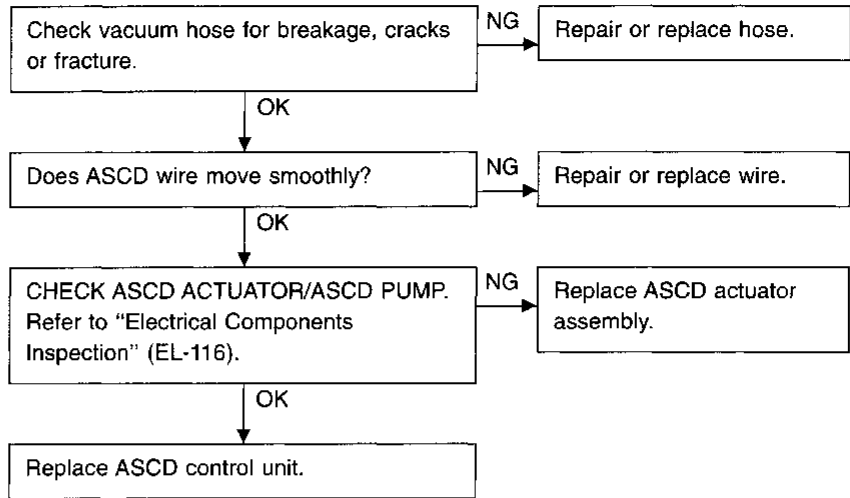 Check vacuum hose for breakage, cracks
or fracture.
NG
Repair or replace hose.
OK
Does ASCD wire move smoothly?
NG
Repair or replace wire.
OK
CHECK ASCD ACTUATOR/ASCD PUMP.
Refer to “Electrical Components
Inspection” (EL-116).
NG
Replace ASCD actuator
assembly.
OK
Replace ASCD control unit.